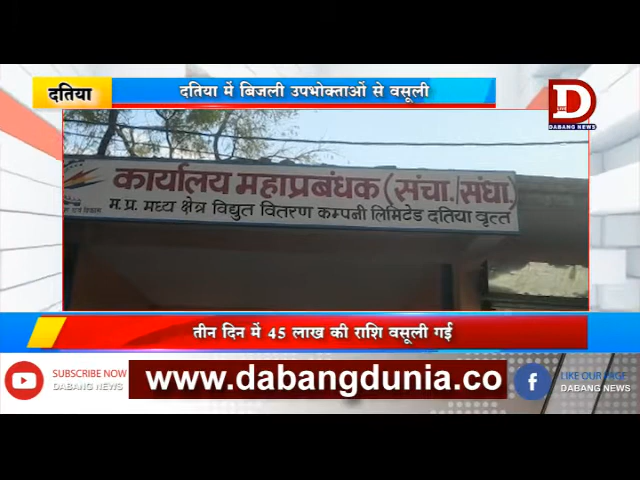 दतिया
दतिया में बिजली उपभोक्ताओं से वसूली
D
DABANG NEWS
कार्यालय महाप्रबंधक (संचा./संधा.)
म.प्र. मध्य क्षेत्र विद्युत वितरण कम्पनी लिमिटेड दतिया वृत्त
तीन दिन में 45 लाख की राशि वसूली गई
SUBSCRIBE NOW
DABANG NEWS
www.dabangdunia.co
f
LIKE OUR PAGE
DABANG NEWS